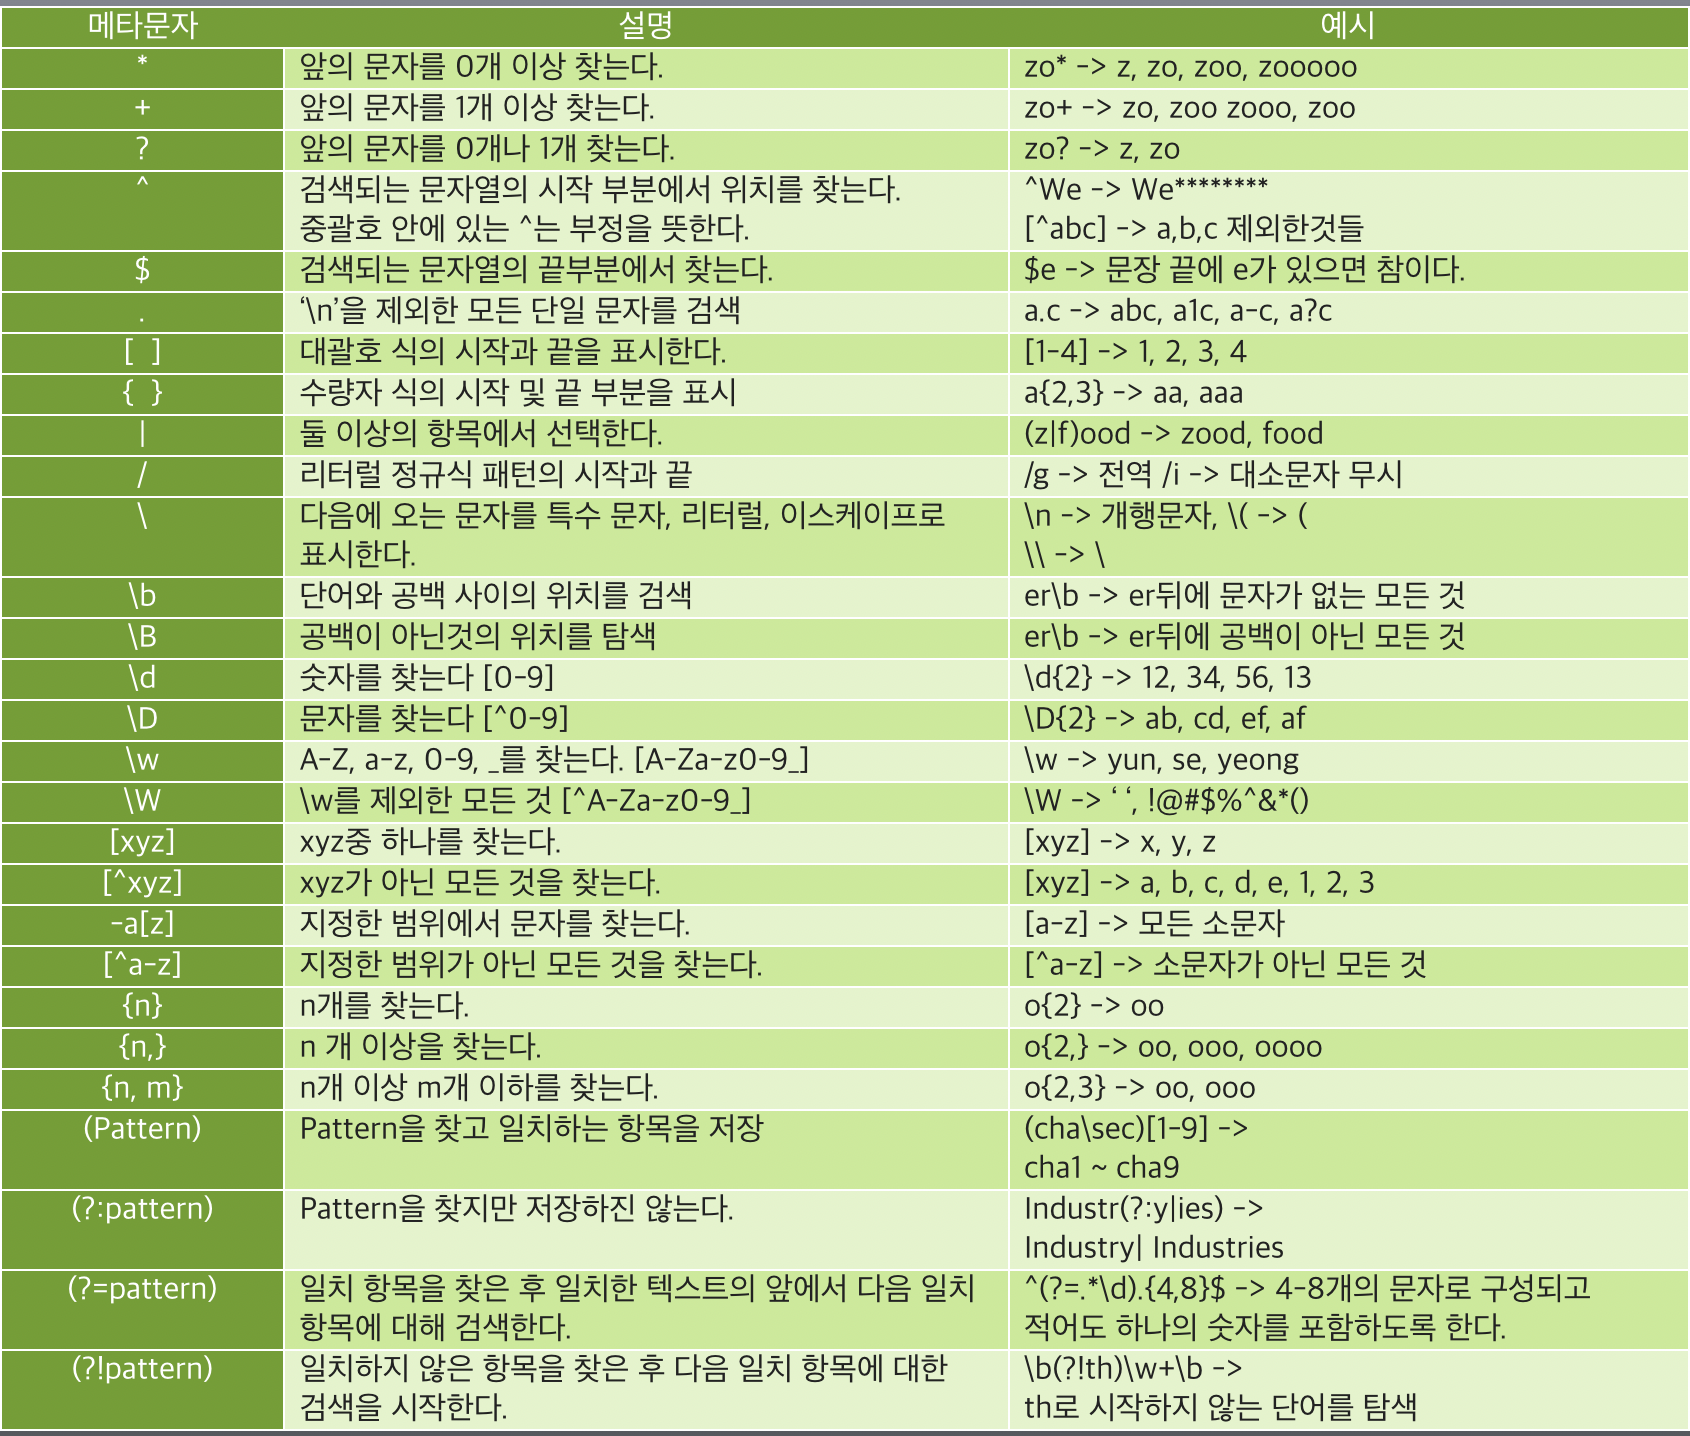 메타문자 설명 예시
* 앞의 문자를 0개 이상 찾는다. zo* -> z, zo, zoo, zooooo
+ 앞의 문자를 1개 이상 찾는다. zo+ -> zo, zoo zooo, zoo
? 앞의 문자를 0개나 1개 찾는다. zo? -> z, zo
^ 검색되는 문자열의 시작 부분에서 위치를 찾는다. ^We -> We********
중괄호 안에 있는 ^는 부정을 뜻한다. [^abc] -> a,b,c 제외한것들
$ 검색되는 문자열의 끝부분에서 찾는다. $e -> 문장 끝에 e가 있으면 참이다.
. ‘\n’을 제외한 모든 단일 문자를 검색 a.c -> abc, a1c, a-c, a?c
[ ] 대괄호 식의 시작과 끝을 표시한다. [1-4] -> 1, 2, 3, 4
{ } 수량자 식의 시작 및 끝 부분을 표시 a{2,3} -> aa, aaa
| 둘 이상의 항목에서 선택한다. (z|f)ood -> zood, food
/ 리터럴 정규식 패턴의 시작과 끝 /g -> 전역 /i -> 대소문자 무시
\ 다음에 오는 문자를 특수 문자, 리터럴, 이스케이프로 \n -> 개행문자, \( -> (
표시한다. \\ -> \
\b 단어와 공백 사이의 위치를 검색 er\b -> er뒤에 문자가 없는 모든 것
\B 공백이 아닌것의 위치를 탐색 er\b -> er뒤에 공백이 아닌 모든 것
\d 숫자를 찾는다 [0-9] \d{2} -> 12, 34, 56, 13
\D 문자를 찾는다 [^0-9] \D{2} -> ab, cd, ef, af
\w A-Z, a-z, 0-9, _를 찾는다. [A-Za-z0-9_] \w -> yun, se, yeong
\W \w를 제외한 모든 것 [^A-Za-z0-9_] \W -> ‘ ‘, !@#$%^&*()
[xyz] xyz중 하나를 찾는다. [xyz] -> x, y, z
[^xyz] xyz가 아닌 모든 것을 찾는다. [xyz] -> a, b, c, d, e, 1, 2, 3
-a[z] 지정한 범위에서 문자를 찾는다. [a-z] -> 모든 소문자
[^a-z] 지정한 범위가 아닌 모든 것을 찾는다. [^a-z] -> 소문자가 아닌 모든 것
{n} n개를 찾는다. o{2} -> oo
{n,} n 개 이상을 찾는다. o{2,} -> oo, ooo, oooo
{n, m} n개 이상 m개 이하를 찾는다. o{2,3} -> oo, ooo
(Pattern) Pattern을 찾고 일치하는 항목을 저장 (cha\sec)[1-9] ->
cha1 ~ cha9
(?:pattern) Pattern을 찾지만 저장하진 않는다. Industr(?:y|ies) ->
Industry| Industries
(?=pattern) 일치 항목을 찾은 후 일치한 텍스트의 앞에서 다음 일치 ^(?=.*\d).{4,8}$ -> 4-8개의 문자로 구성되고
항목에 대해 검색한다. 적어도 하나의 숫자를 포함하도록 한다.
(?!pattern) 일치하지 않은 항목을 찾은 후 다음 일치 항목에 대한 \b(?!th)\w+\b ->
검색을 시작한다. th로 시작하지 않는 단어를 탐색